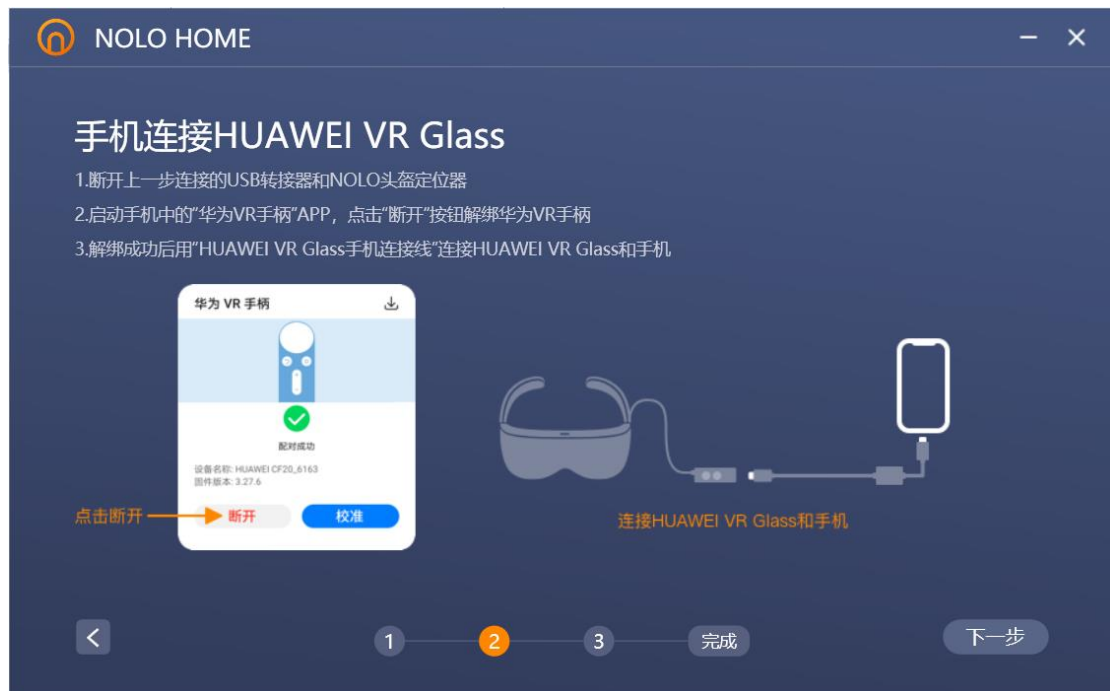 NOLO HOME
手机连接HUAWEI VR Glass
1.断开上一步连接的USB转接器和NOLO头盔定位器
2.启动手机中的"华为VR手柄"APP，点击"断开"按钮解绑华为VR手柄
3.解绑成功后用"HUAWEI VR Glass手机连接线"连接HUAWEI VR Glass和手机
华为 VR 手柄
配对成功
设备名称: HUAWEI CF20_6163
固件版本: 3.27.6
点击断开
断开
校准
连接HUAWEI VR Glass和手机
1
2
3
完成
下一步